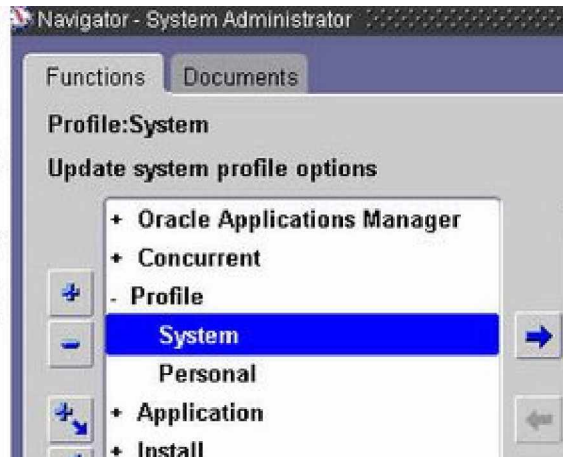 Navigator - System Administrator
Functions Documents
Profile:System
Update system profile options
+ Oracle Applications Manager
+ Concurrent
- Profile
System
Personal
+ Application
+ Install